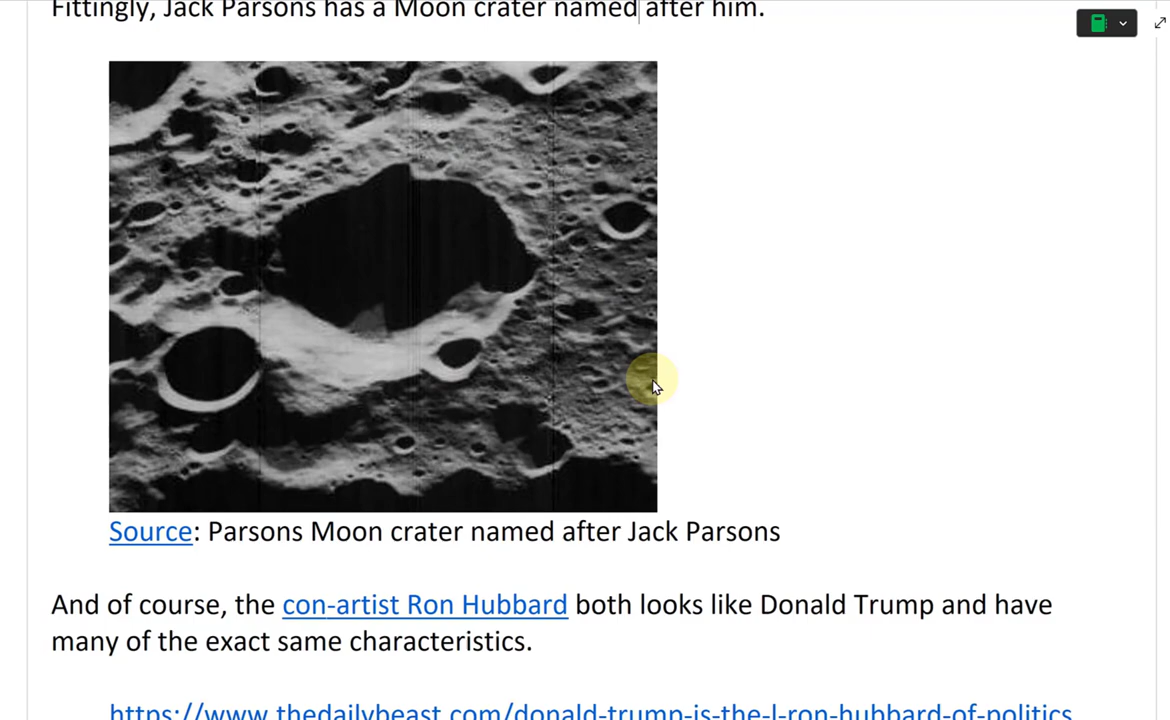 Fittingly, Jack Parsons has a Moon crater named after him.
Source: Parsons Moon crater named after Jack Parsons
And of course, the con-artist Ron Hubbard both looks like Donald Trump and have
many of the exact same characteristics.
https://www.thedailybeast.com/donald-trump-is-the-l-ron-hubbard-of-politics